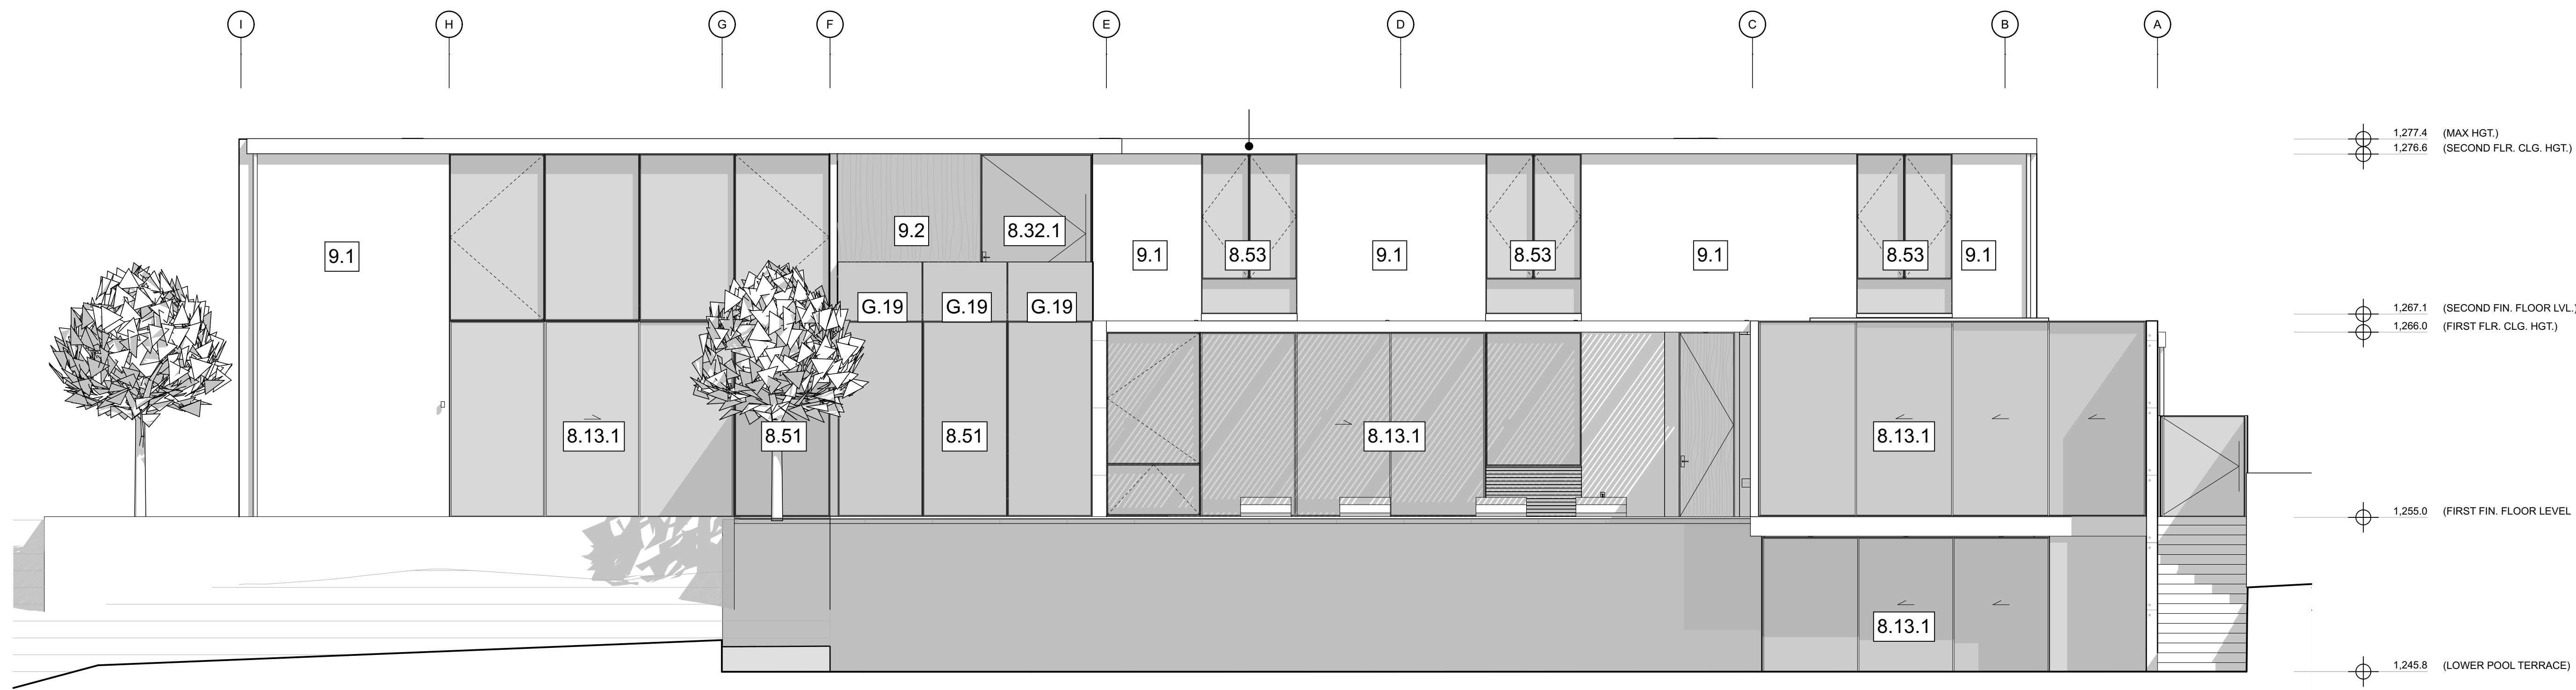 I H G F E D C B A
1,277.4 (MAX HGT.)
1,276.6 (SECOND FLR. CLG. HGT.)
9.2 8.32.1
9.1 9.1 8.53 9.1 8.53 9.1 8.53 9.1
G.19 G.19 G.19
1,267.1 (SECOND FIN. FLOOR LVL.)
1,266.0 (FIRST FLR. CLG. HGT.)
8.13.1 8.51 8.51 8.13.1 8.13.1
1,255.0 (FIRST FIN. FLOOR LEVEL
8.13.1
1,245.8 (LOWER POOL TERRACE)